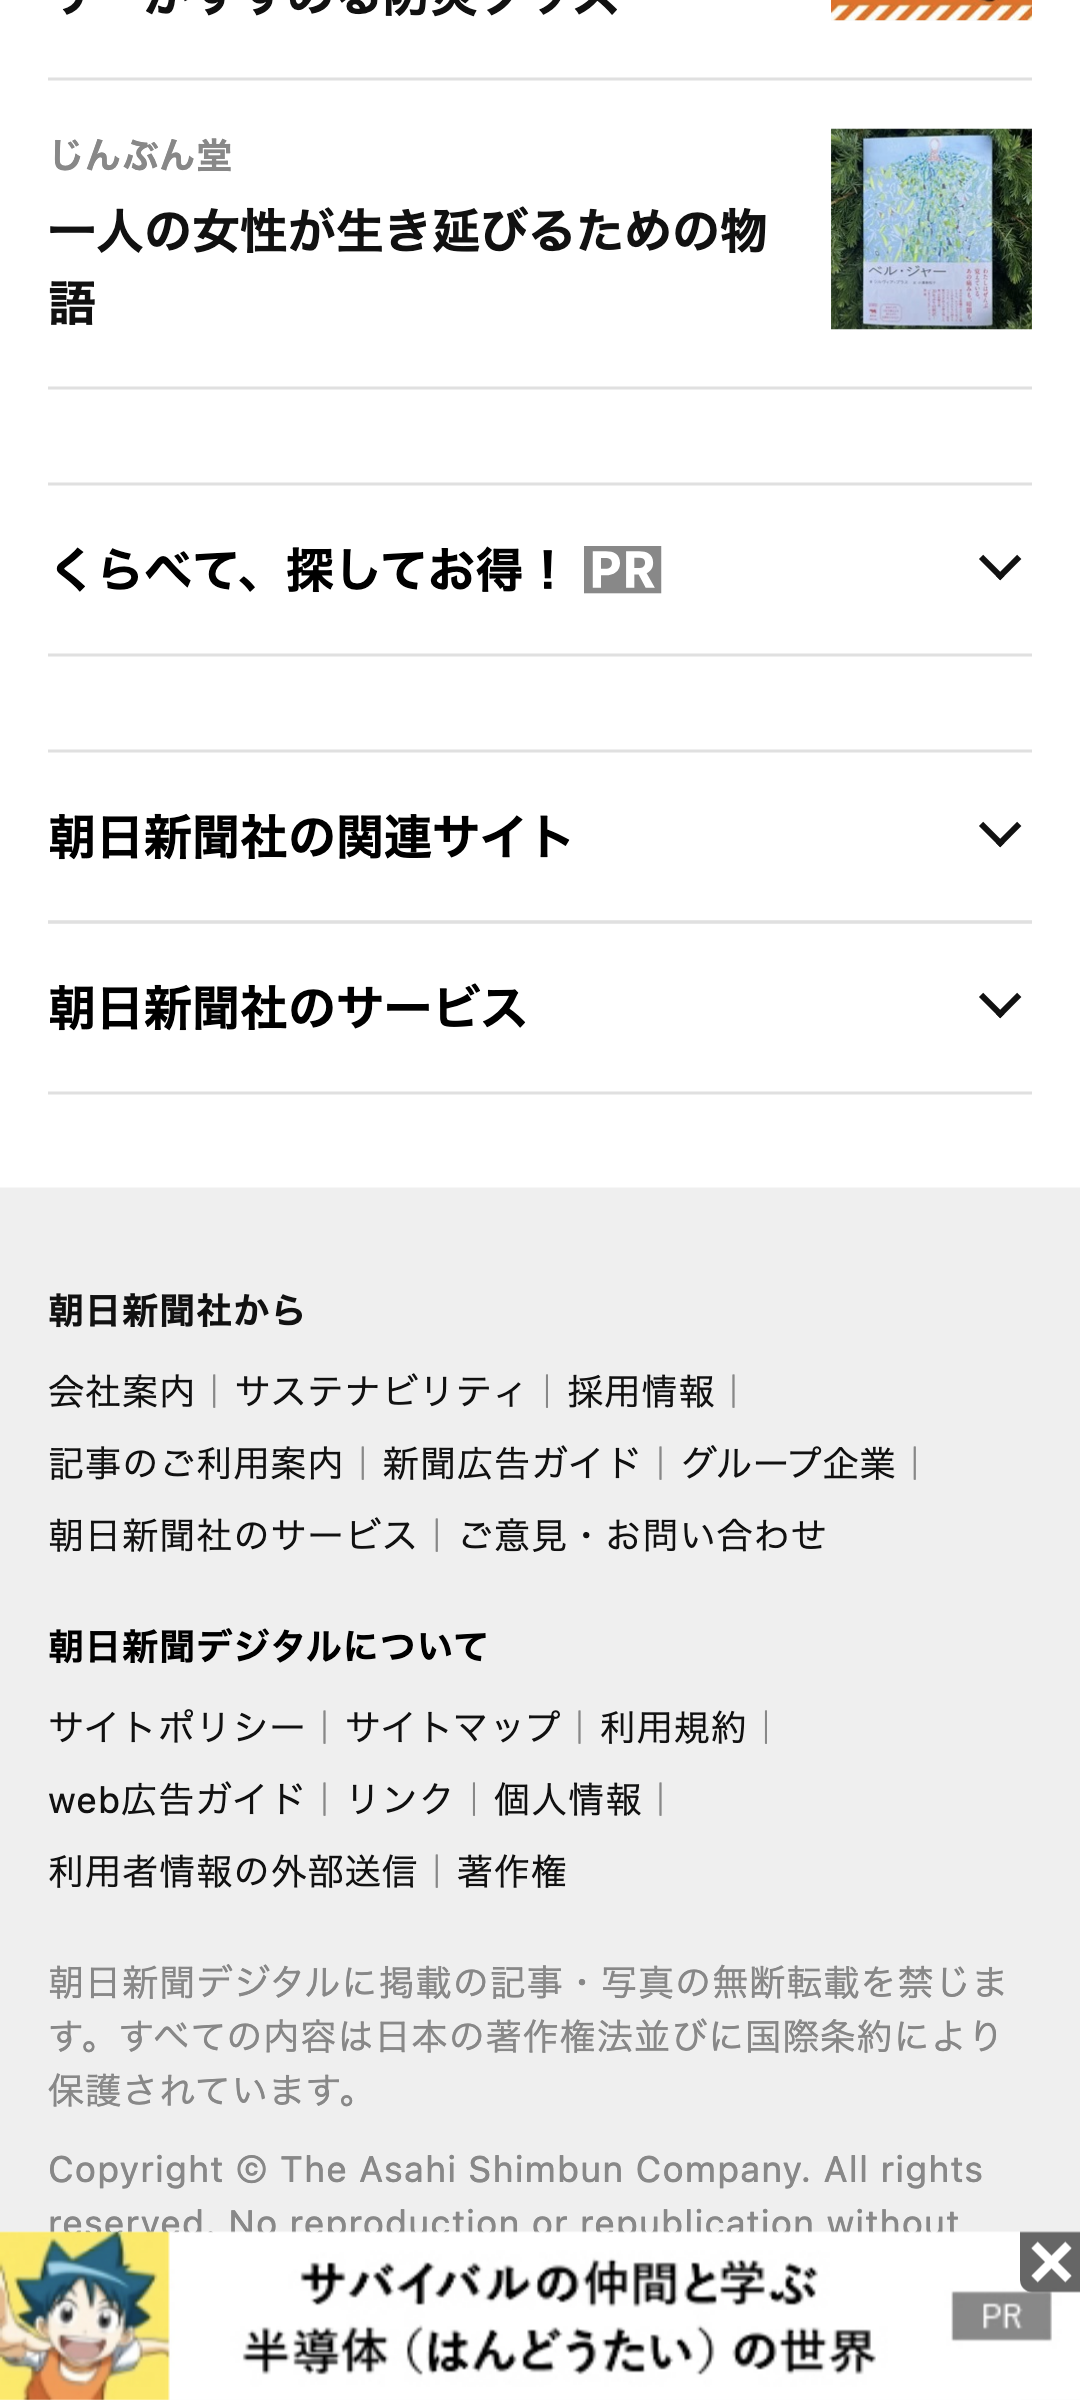 じんぶん堂
一人の女性が生き延びるための物
語
ベル・ジャー
くらべて、探してお得！ PR
朝日新聞社の関連サイト
朝日新聞社のサービス
朝日新聞社から
会社案内｜サステナビリティ｜採用情報｜
記事のご利用案内｜新聞広告ガイド｜グループ企業｜
朝日新聞社のサービス｜ご意見・お問い合わせ
朝日新聞デジタルについて
サイトポリシー｜サイトマップ｜利用規約｜
web広告ガイド｜リンク｜個人情報｜
利用者情報の外部送信｜著作権
朝日新聞デジタルに掲載の記事・写真の無断転載を禁じま
す。すべての内容は日本の著作権法並びに国際条約により
保護されています。
Copyright © The Asahi Shimbun Company. All rights
reserved. No reproduction or republication without
サバイバルの仲間と学ぶ
半導体（はんどうたい）の世界
PR